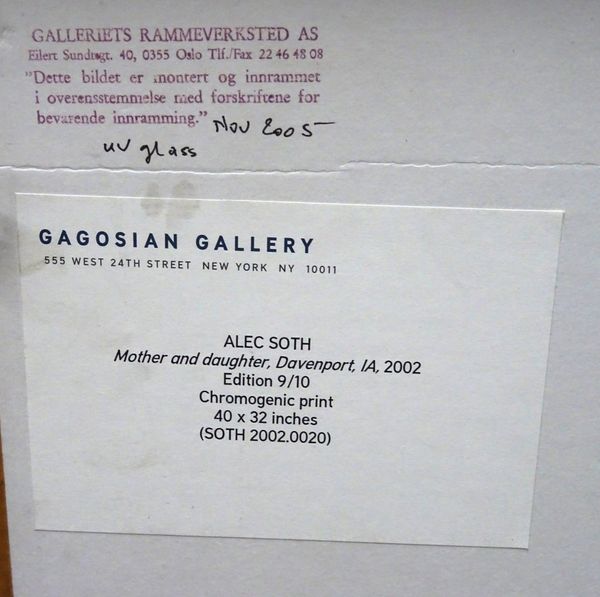 GALLERIETS RAMMEVERKSTED AS
Eilert Sundtsgt. 40, 0355 Oslo Tlf./Fax 22 46 48 08
"Dette bildet er montert og innrammet
i overensstemmelse med forskriftene for
bevarende innramming."
Nov 2005
uv glass
GAGOSIAN GALLERY
555 WEST 24TH STREET NEW YORK NY 10011
ALEC SOTH
Mother and daughter, Davenport, IA, 2002
Edition 9/10
Chromogenic print
40 x 32 inches
(SOTH 2002.0020)